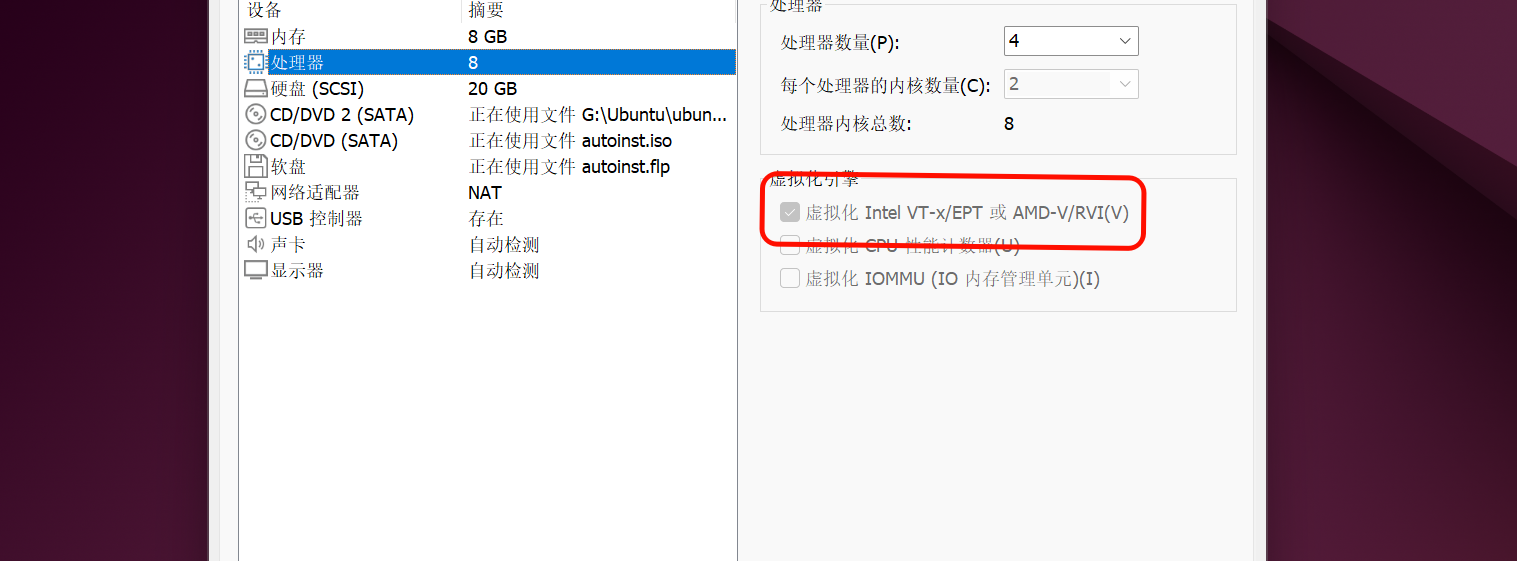 设备 摘要
内存 8 GB
处理器 8
硬盘 (SCSI) 20 GB
CD/DVD 2 (SATA) 正在使用文件 G:\Ubuntu\ubun...
CD/DVD (SATA) 正在使用文件 autoinst.iso
软盘 正在使用文件 autoinst.flp
网络适配器 NAT
USB 控制器 存在
声卡 自动检测
显示器 自动检测
处理器
处理器数量(P): 4
每个处理器的内核数量(C): 2
处理器内核总数: 8
虚拟化引擎
虚拟化 Intel VT-x/EPT 或 AMD-V/RVI(V)
虚拟化 CPU 性能计数器(U)
虚拟化 IOMMU (IO 内存管理单元)(I)